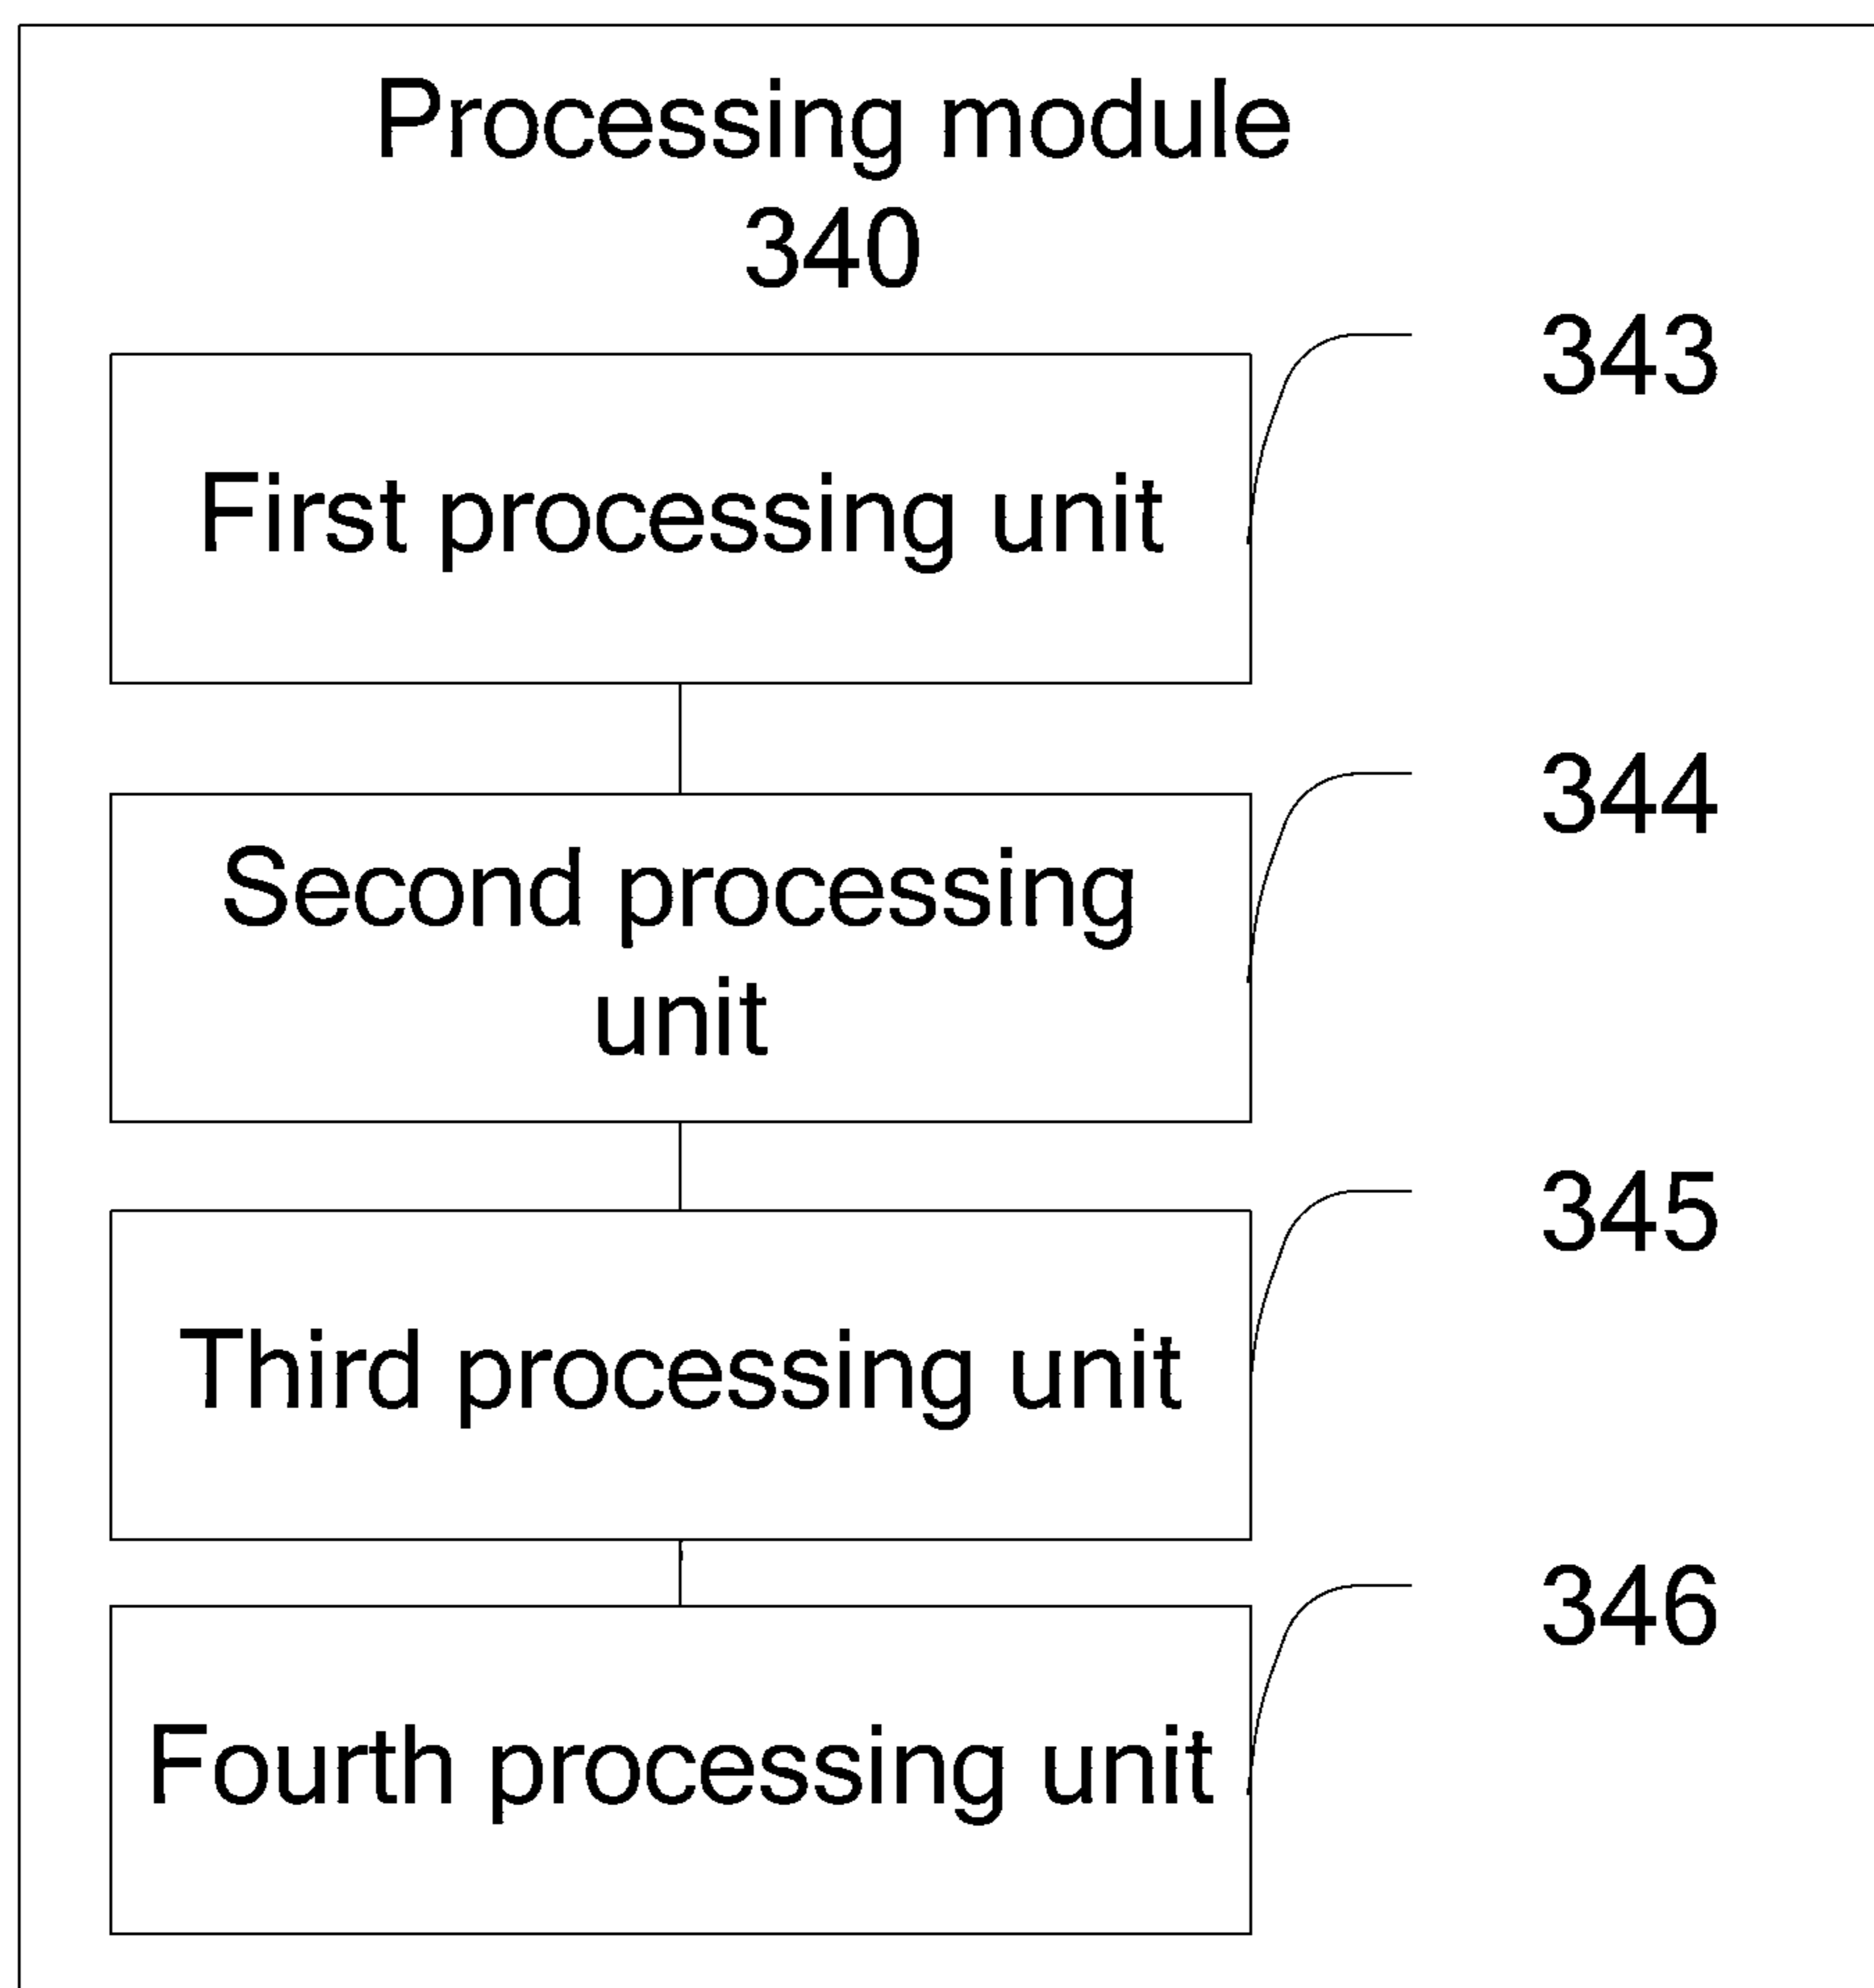 Processing module
340
343
First processing unit
344
Second processing
unit
345
Third processing unit
346
Fourth processing unit